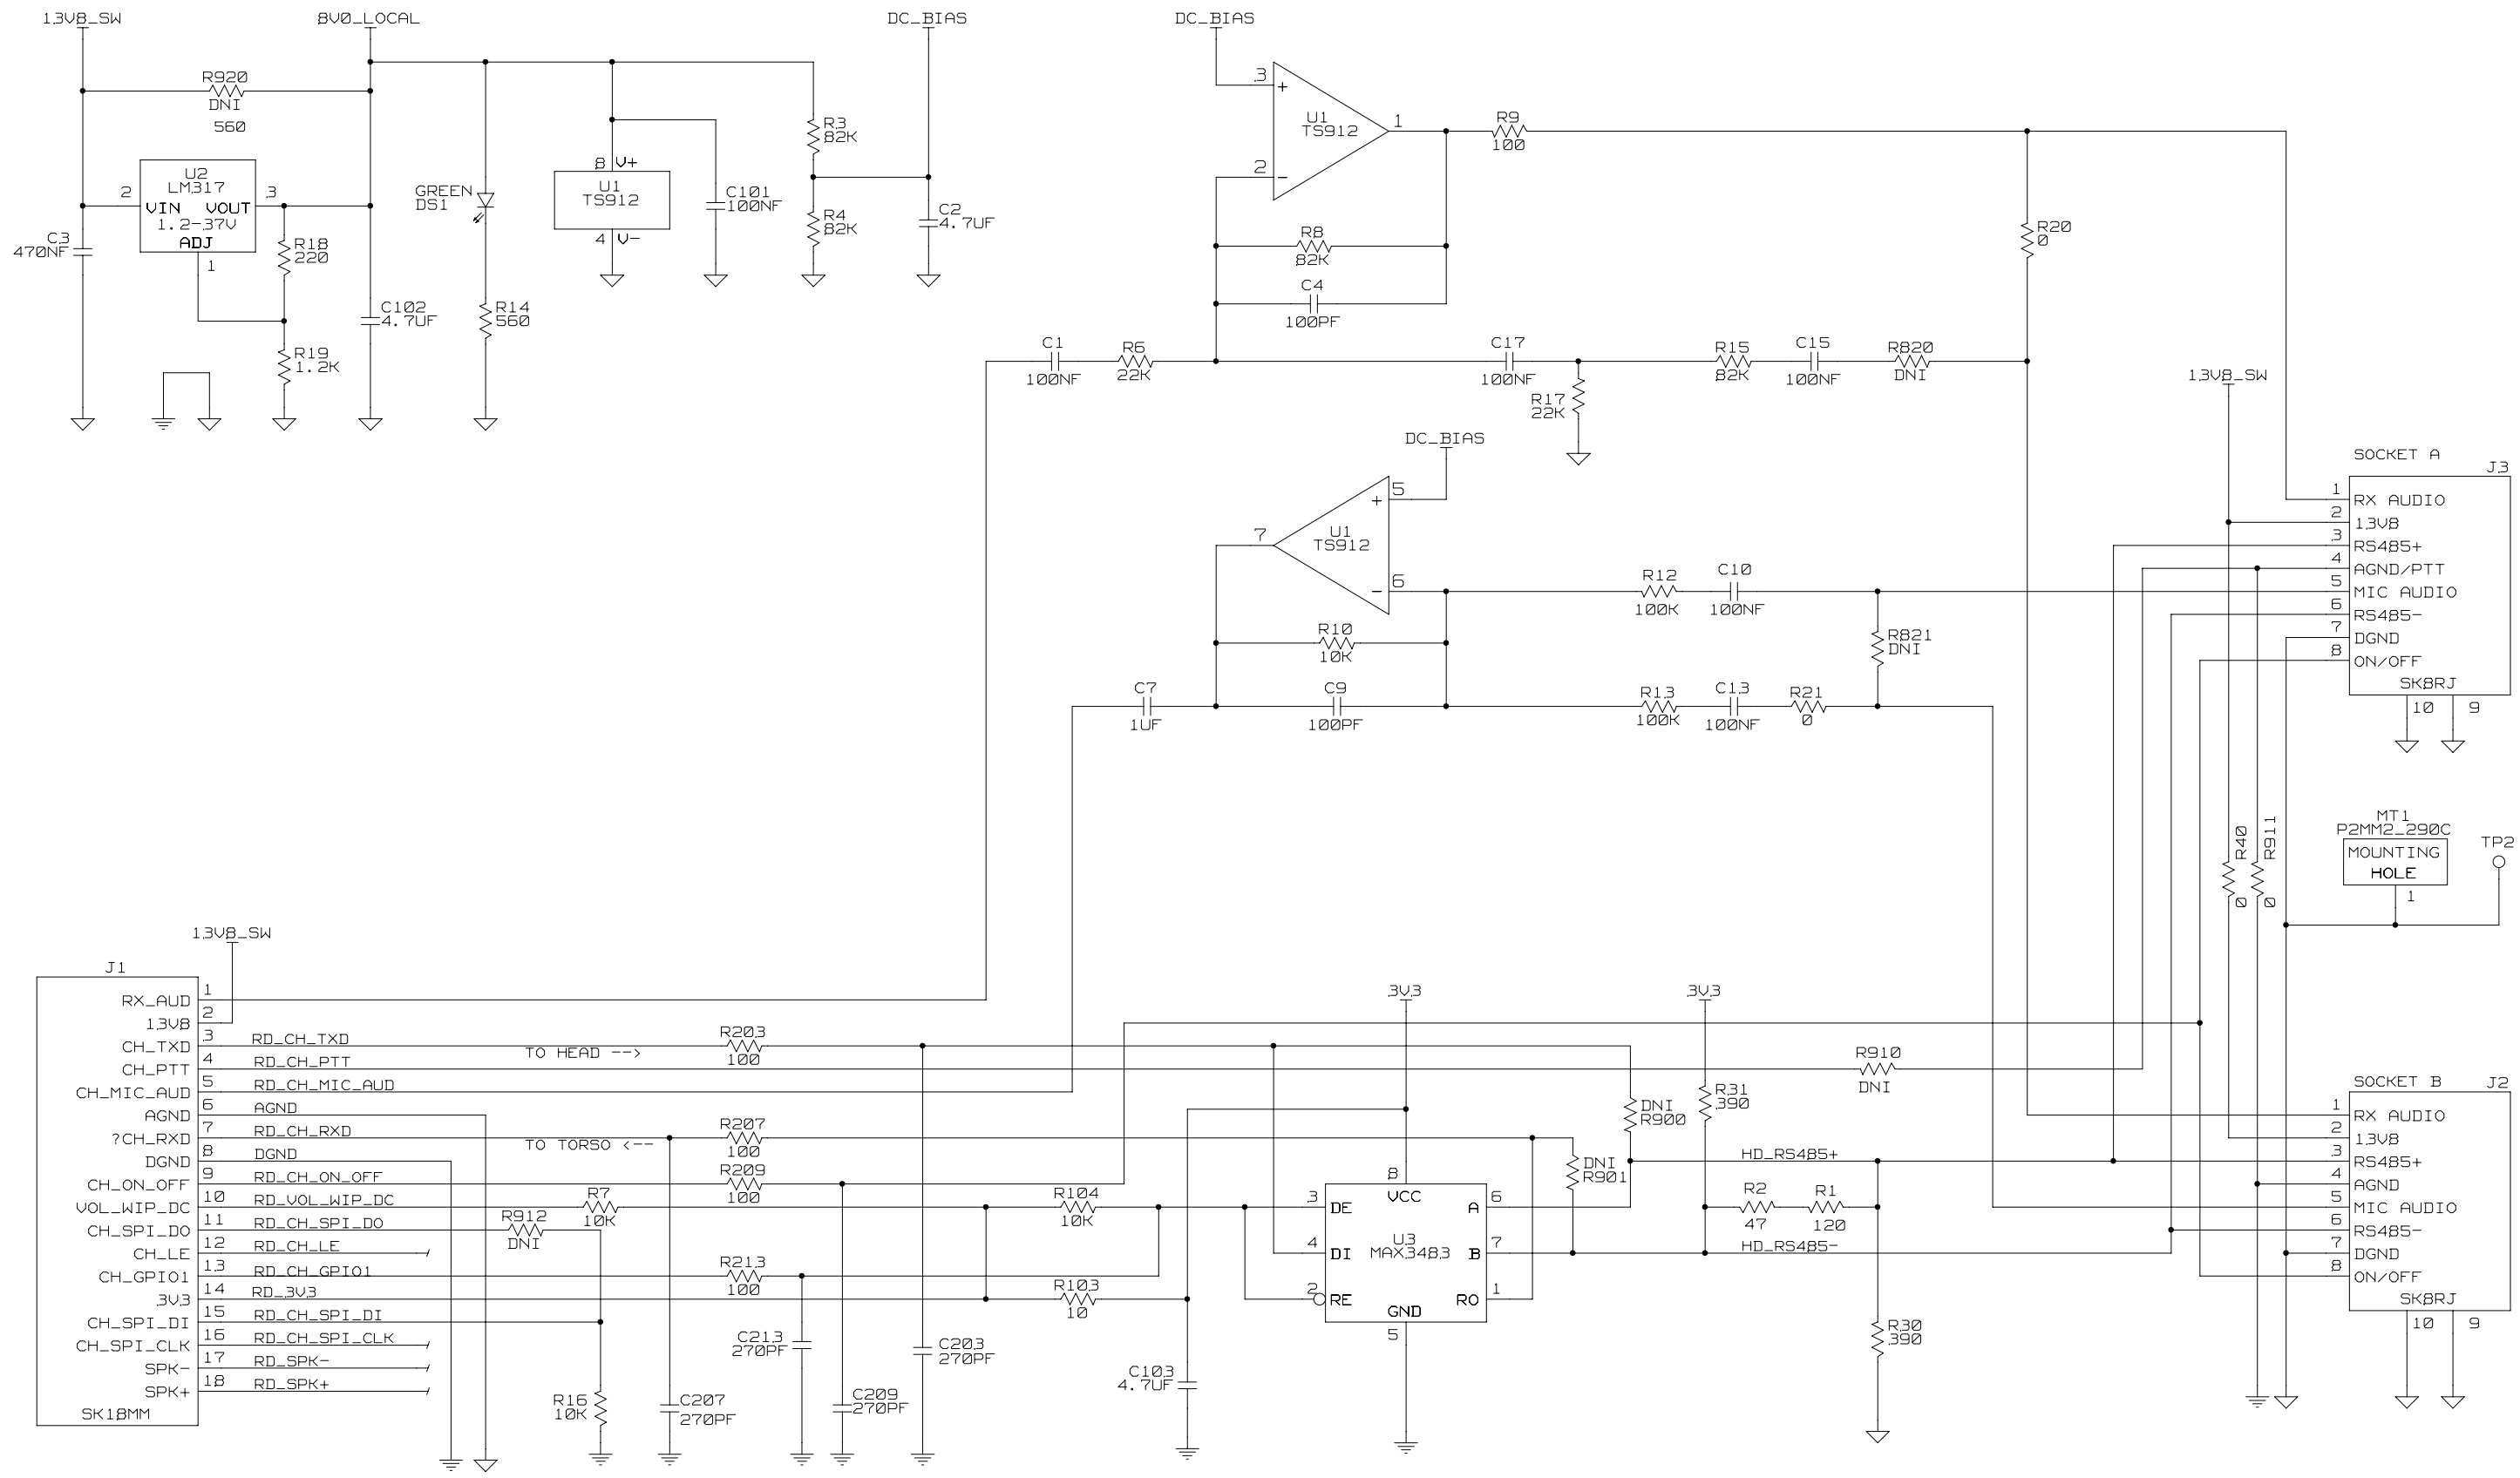 13V8_SW
8V0_LOCAL
DC_BIAS
DC_BIAS
R920
DNI
560
U2
LM317
2
3
VIN VOUT
1.2-37V
ADJ
1
C3
470NF
R18
220
R19
1.2K
C102
4.7UF
GREEN
DS1
R14
560
8 V+
U1
TS912
4 V-
C101
100NF
R3
82K
R4
82K
C2
4.7UF
3
+
U1
TS912
1
2
-
R9
100
R8
82K
C4
100PF
R20
0
C1
100NF
R6
22K
C17
100NF
R17
22K
R15
82K
C15
100NF
R820
DNI
DC_BIAS
5
+
U1
TS912
7
6
-
R12
100K
C10
100NF
R10
10K
R821
DNI
C7
1UF
C9
100PF
R13
100K
C13
100NF
R21
0
13V8_SW
SOCKET A
J3
1 RX AUDIO
2 13V8
3 RS485+
4 AGND/PTT
5 MIC AUDIO
6 RS485-
7 DGND
8 ON/OFF
SK8RJ
10 9
MT1
P2MM2_290C
MOUNTING
HOLE
1
TP2
R40
0
R911
0
13V8_SW
J1
RX_AUD 1
13V8 2
CH_TXD 3 RD_CH_TXD
CH_PTT 4 RD_CH_PTT
CH_MIC_AUD 5 RD_CH_MIC_AUD
AGND 6 AGND
?CH_RXD 7 RD_CH_RXD
DGND 8 DGND
CH_ON_OFF 9 RD_CH_ON_OFF
VOL_WIP_DC 10 RD_VOL_WIP_DC
CH_SPI_DO 11 RD_CH_SPI_DO
CH_LE 12 RD_CH_LE
CH_GPIO1 13 RD_CH_GPIO1
3V3 14 RD_3V3
CH_SPI_DI 15 RD_CH_SPI_DI
CH_SPI_CLK 16 RD_CH_SPI_CLK
SPK- 17 RD_SPK-
SPK+ 18 RD_SPK+
SK18MM
TO HEAD -->
TO TORSO <--
R203
100
R207
100
R209
100
R7
10K
R912
DNI
R213
100
R104
10K
R103
10
R16
10K
C207
270PF
C213
270PF
C209
270PF
C203
270PF
C103
4.7UF
3V3
3V3
8
VCC
3 DE
A 6
U3
MAX3483
4 DI
B 7
2 RE
RO 1
GND
5
R910
DNI
DNI
R900
DNI
R901
R31
390
HD_RS485+
R2
47
R1
120
HD_RS485-
R30
390
SOCKET B
J2
1 RX AUDIO
2 13V8
3 RS485+
4 AGND
5 MIC AUDIO
6 RS485-
7 DGND
8 ON/OFF
SK8RJ
10 9